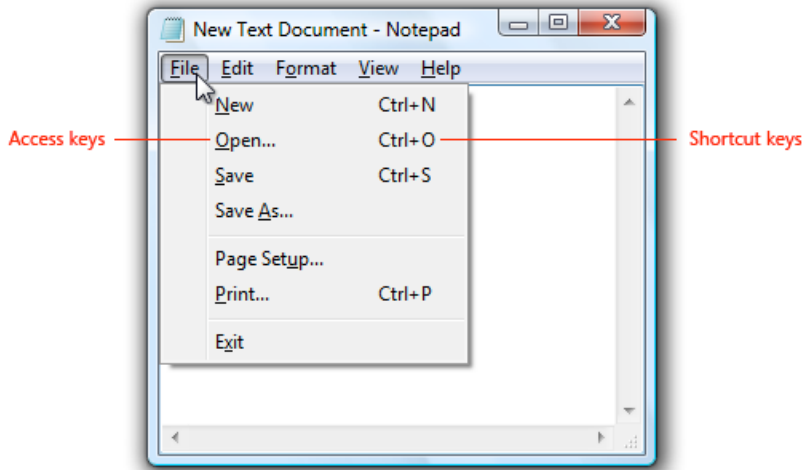 New Text Document - Notepad
File Edit Format View Help
New Ctrl+N
Access keys Open... Ctrl+O Shortcut keys
Save Ctrl+S
Save As...
Page Setup...
Print... Ctrl+P
Exit